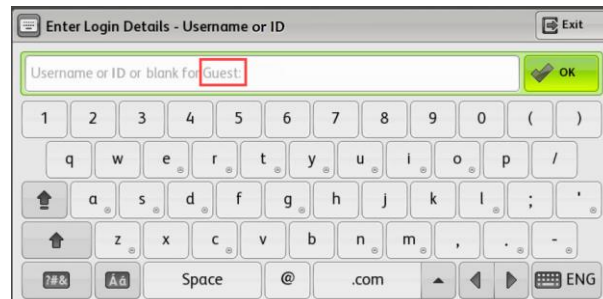 Enter Login Details - Username or ID Exit
Username or ID or blank for Guest: OK
1 2 3 4 5 6 7 8 9 0 ( )
q w e r t y u i o p /
a s d f g h j k l ; '
z x c v b n m , . -
?#& Áá Space @ .com ENG